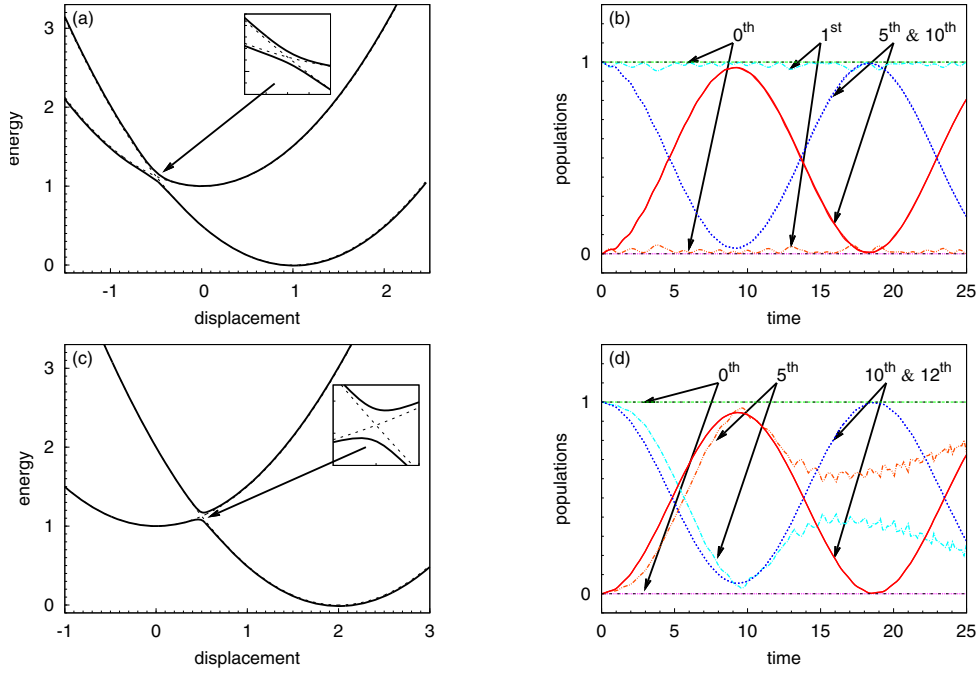 (a)
3
2
1
0
energy
-1 0 1 2
displacement
(b)
0th 1st 5th & 10th
1
0
populations
0 5 10 15 20 25
time
(c)
3
2
1
0
energy
-1 0 1 2 3
displacement
(d)
0th 5th 10th & 12th
1
0
populations
0 5 10 15 20 25
time